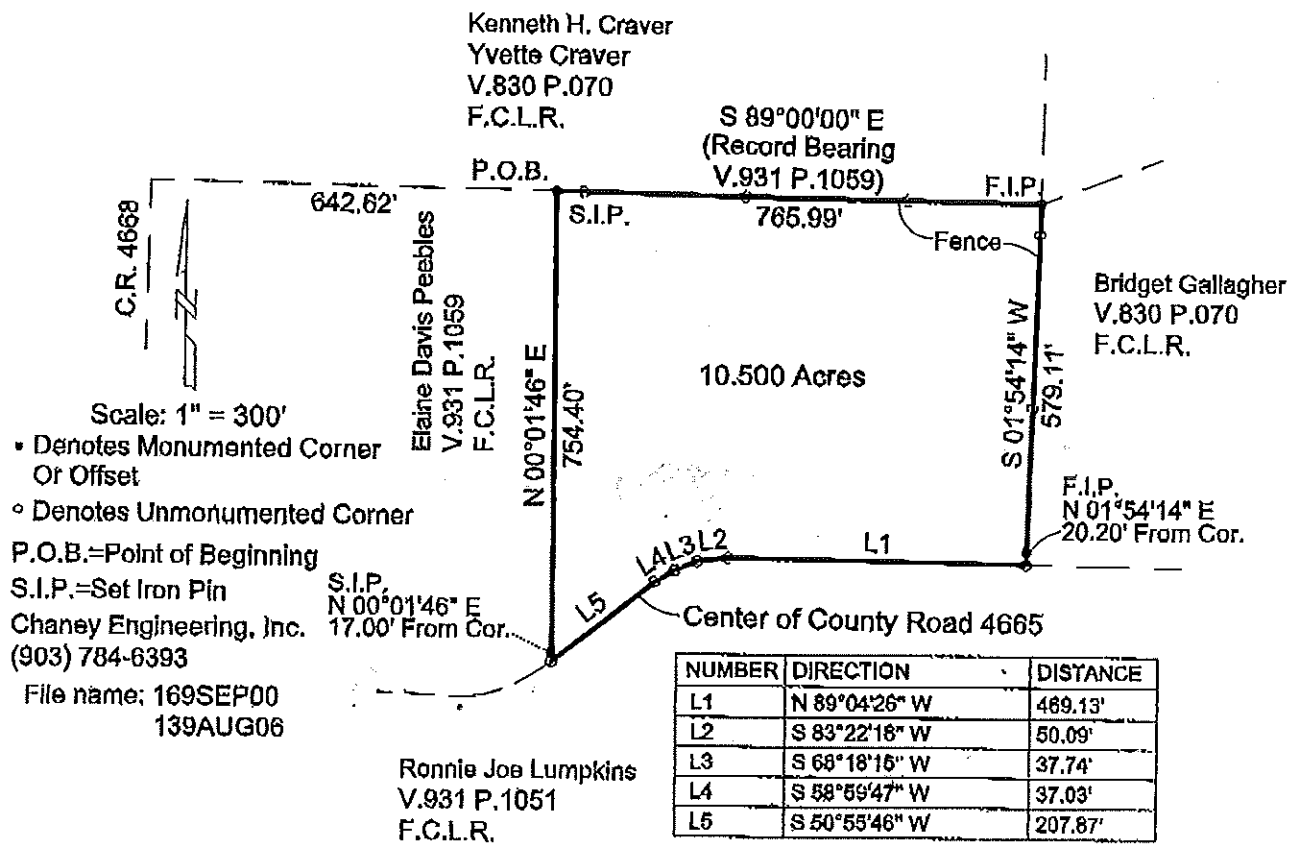 Kenneth H. Craver
Yvette Craver
V.830 P.070
F.C.L.R.
S 89°00'00" E
(Record Bearing
V.931 P.1059)
P.O.B.
F.I.P.
642.62'
S.I.P.
765.99'
Fence
C.R. 4668
Elaine Davis Peebles
V.931 P.1059
F.C.L.R.
N 00°01'46" E
754.40'
S 01°54'14" W
579.11'
Bridget Gallagher
V.830 P.070
F.C.L.R.
10.500 Acres
N
Scale: 1" = 300'
• Denotes Monumented Corner
Or Offset
∘ Denotes Unmonumented Corner
P.O.B.=Point of Beginning
S.I.P.=Set Iron Pin
Chaney Engineering, Inc.
(903) 784-6393
File name: 169SEP00
139AUG06
F.I.P.
N 01°54'14" E
20.20' From Cor.
S.I.P.
N 00°01'46" E
17.00' From Cor.
L5
L4
L3
L2
L1
Center of County Road 4665
NUMBER DIRECTION DISTANCE
L1 N 89°04'26" W 469.13'
L2 S 83°22'18" W 50.09'
L3 S 68°18'15" W 37.74'
L4 S 58°59'47" W 37.03'
L5 S 50°55'46" W 207.87'
Ronnie Joe Lumpkins
V.931 P.1051
F.C.L.R.